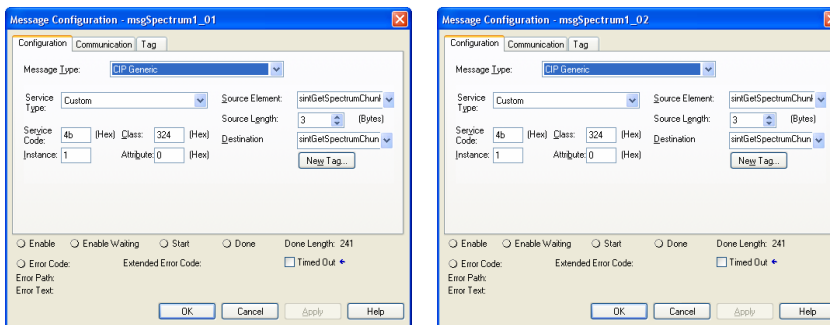 Message Configuration - msgSpectrum1_01
Configuration Communication Tag
Message Type: CIP Generic
Service Type: Custom
Source Element: sintGetSpectrumChunl
Source Length: 3 (Bytes)
Service Code: 4b (Hex) Class: 324 (Hex)
Destination sintGetSpectrumChun
Instance: 1 Attribute: 0 (Hex)
New Tag...
Enable Enable Waiting Start Done Done Length: 241
Error Code: Extended Error Code: Timed Out
Error Path:
Error Text:
OK Cancel Apply Help
Message Configuration - msgSpectrum1_02
Configuration Communication Tag
Message Type: CIP Generic
Service Type: Custom
Source Element: sintGetSpectrumChunl
Source Length: 3 (Bytes)
Service Code: 4b (Hex) Class: 324 (Hex)
Destination sintGetSpectrumChun
Instance: 1 Attribute: 0 (Hex)
New Tag...
Enable Enable Waiting Start Done Done Length: 241
Error Code: Extended Error Code: Timed Out
Error Path:
Error Text:
OK Cancel Apply Help